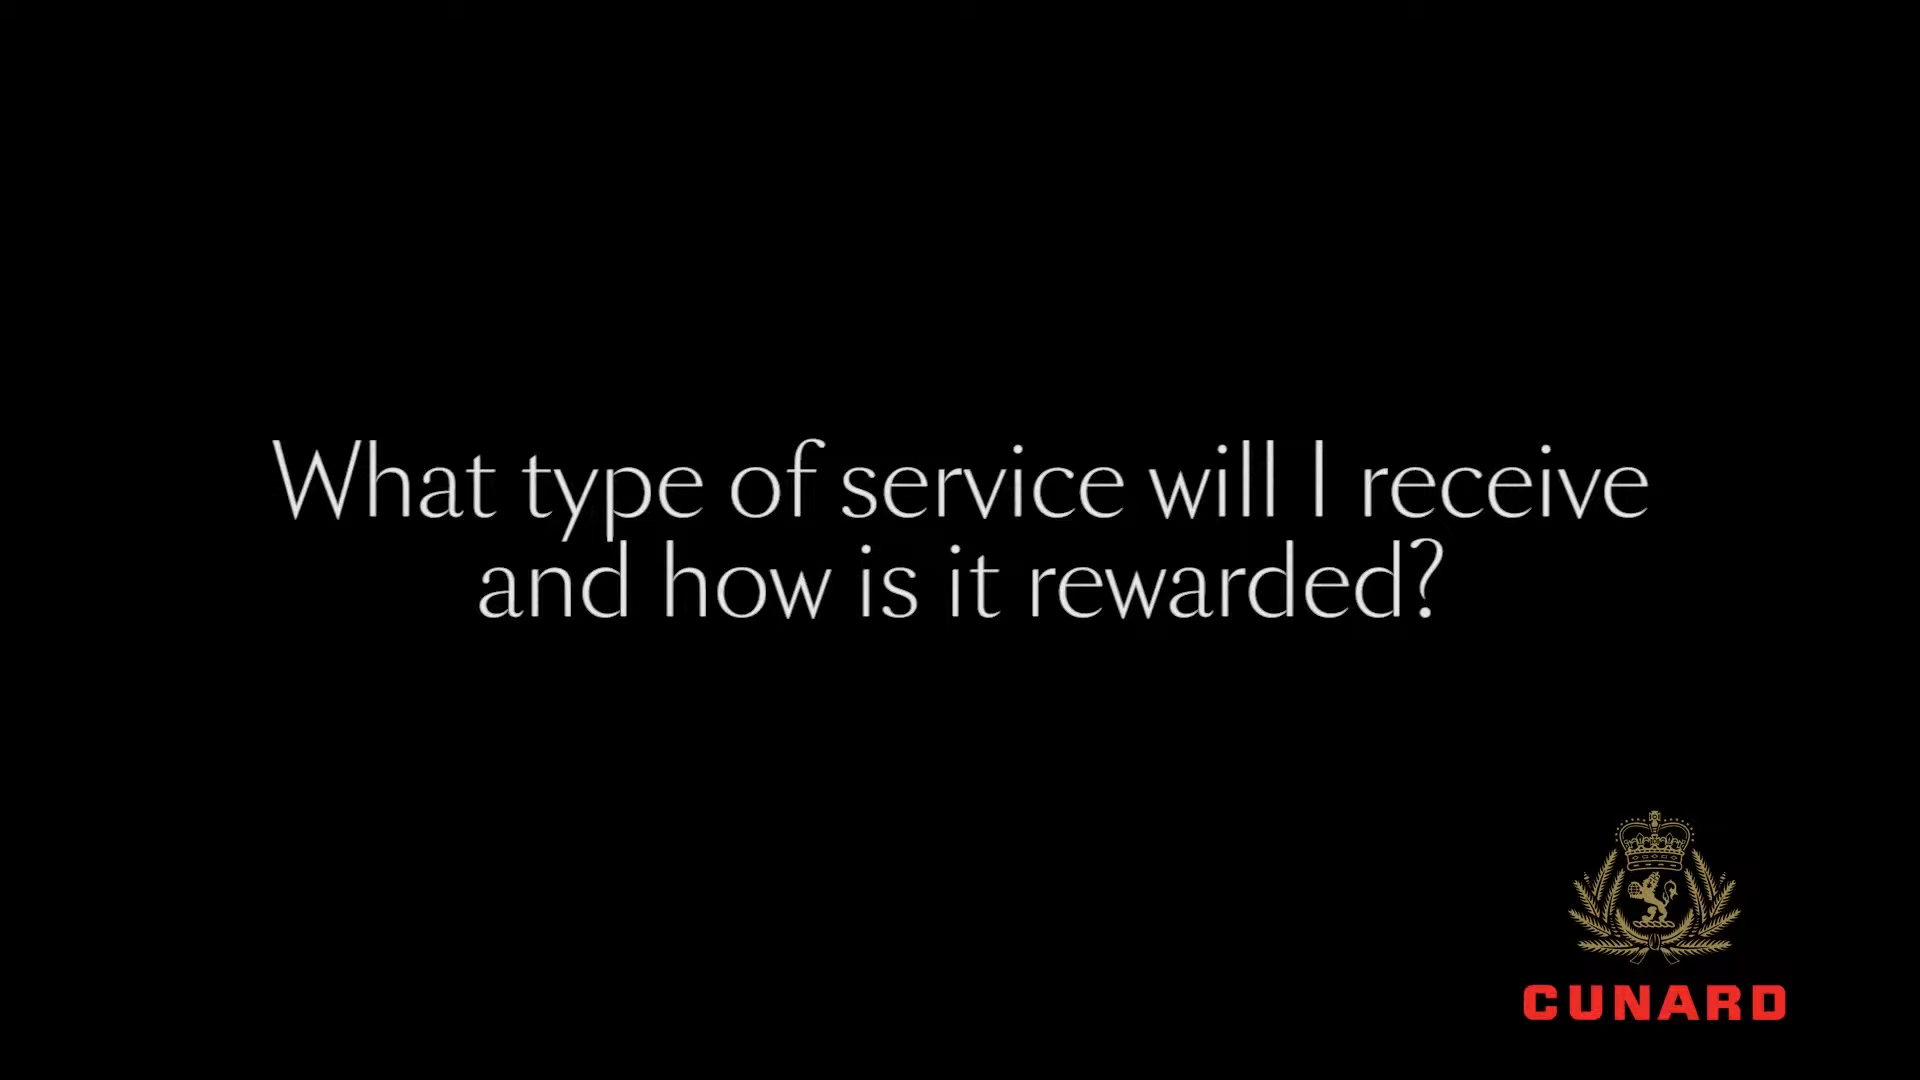 What type of service will I receive
and how is it rewarded?
CUNARD